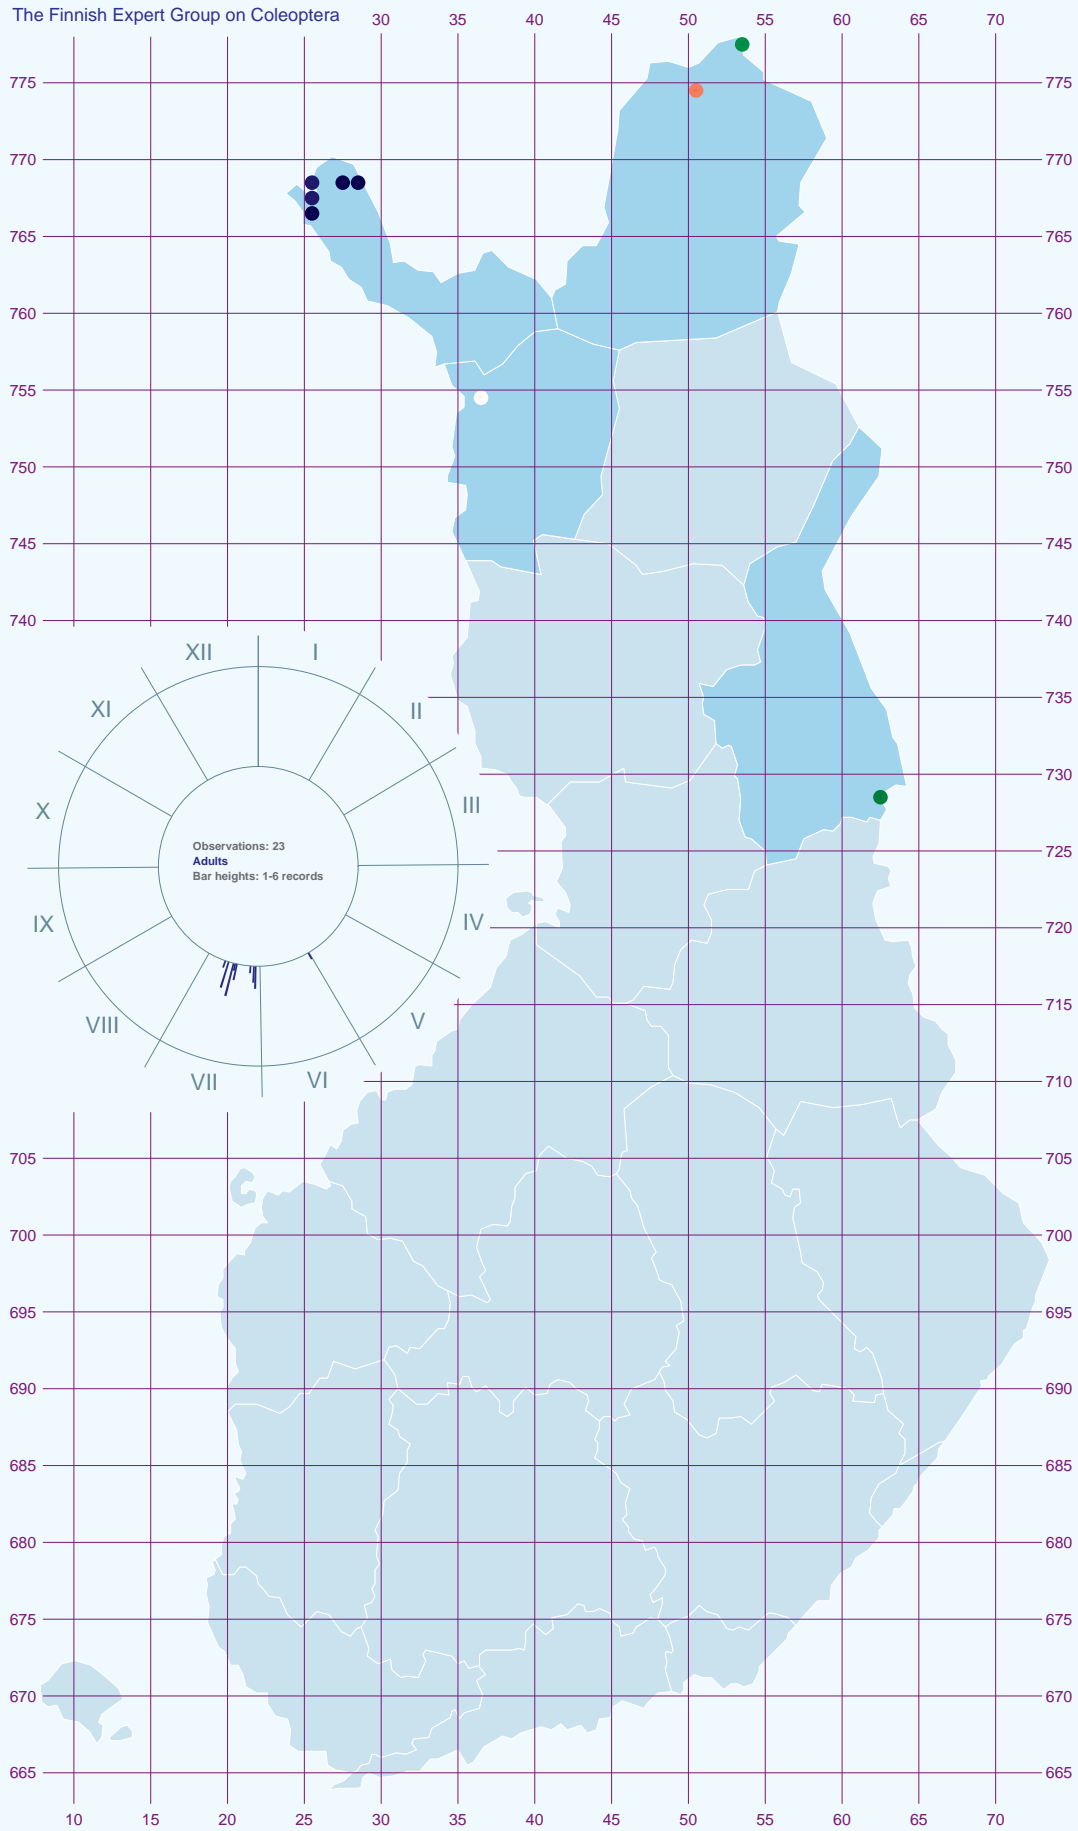 The Finnish Expert Group on Coleoptera
30 35 40 45 50 55 60 65 70
775 775
770 770
765 765
760 760
755 755
750 750
745 745
740 740
XII I
XI II
735
X III
730
Observations: 23
Adults
Bar heights: 1-6 records
725
IX IV
720
VIII V
715
VII VI
710
705 705
700 700
695 695
690 690
685 685
680 680
675 675
670 670
665 665
10 15 20 25 30 35 40 45 50 55 60 65 70